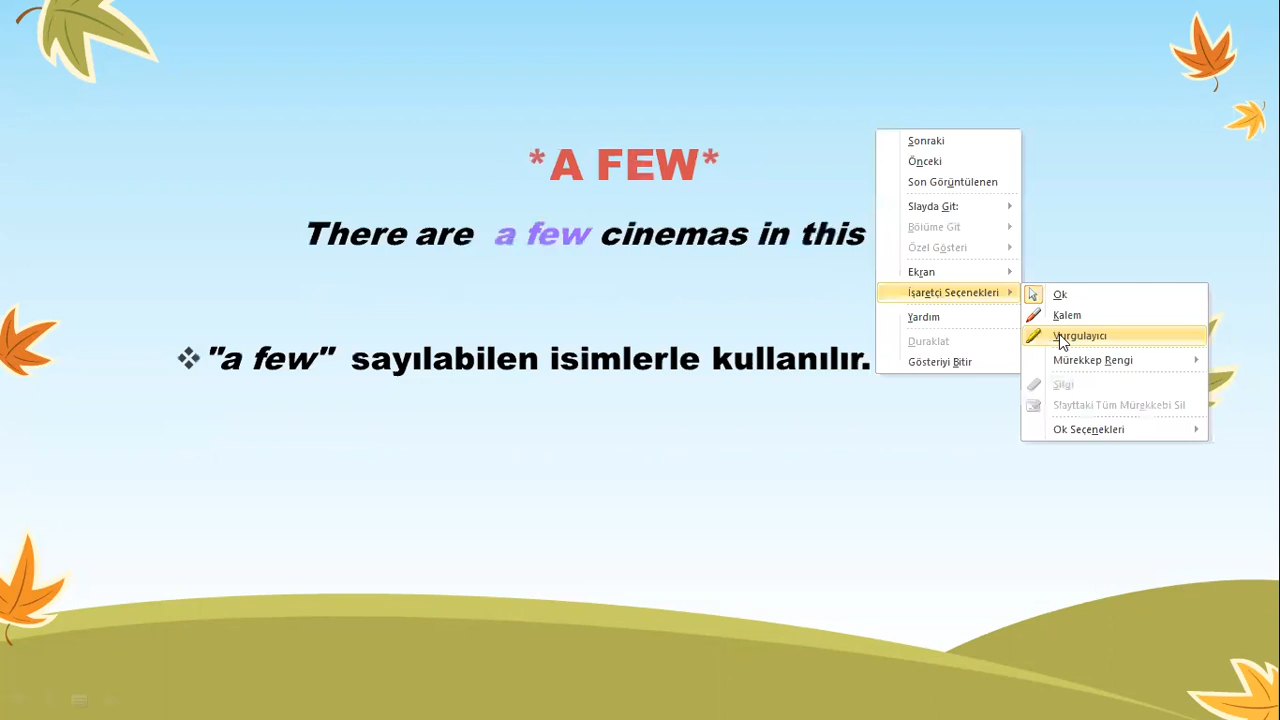 *A FEW*
There are a few cinemas in this
❖"a few" sayılabilen isimlerle kullanılır.
Sonraki
Önceki
Son Görüntülenen
Slayda Git:
Bölüme Git
Özel Gösteri
Ekran
İşaretçi Seçenekleri
Yardım
Duraklat
Gösteriyi Bitir
Ok
Kalem
Vurgulayıcı
Mürekkep Rengi
Silgi
Slayttaki Tüm Mürekkebi Sil
Ok Seçenekleri